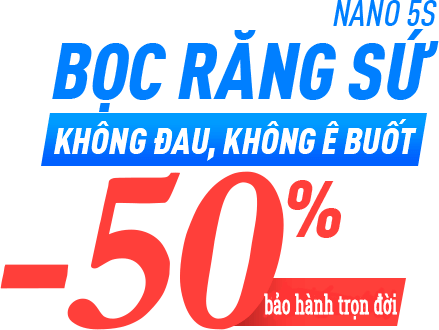 NANO 5S
BỌC RĂNG SỨ
KHÔNG ĐAU, KHÔNG Ê BUỐT
-50%
bảo hành trọn đời